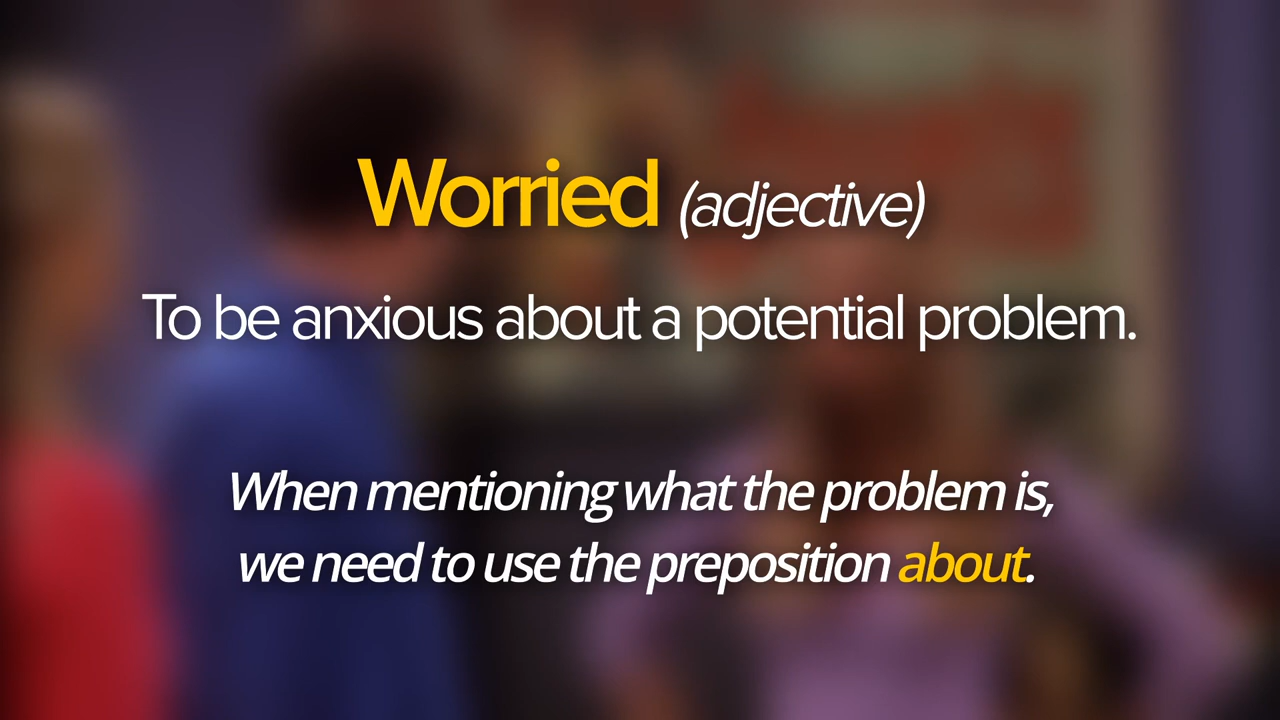 Worried (adjective)
To be anxious about a potential problem.
When mentioning what the problem is,
we need to use the preposition about.